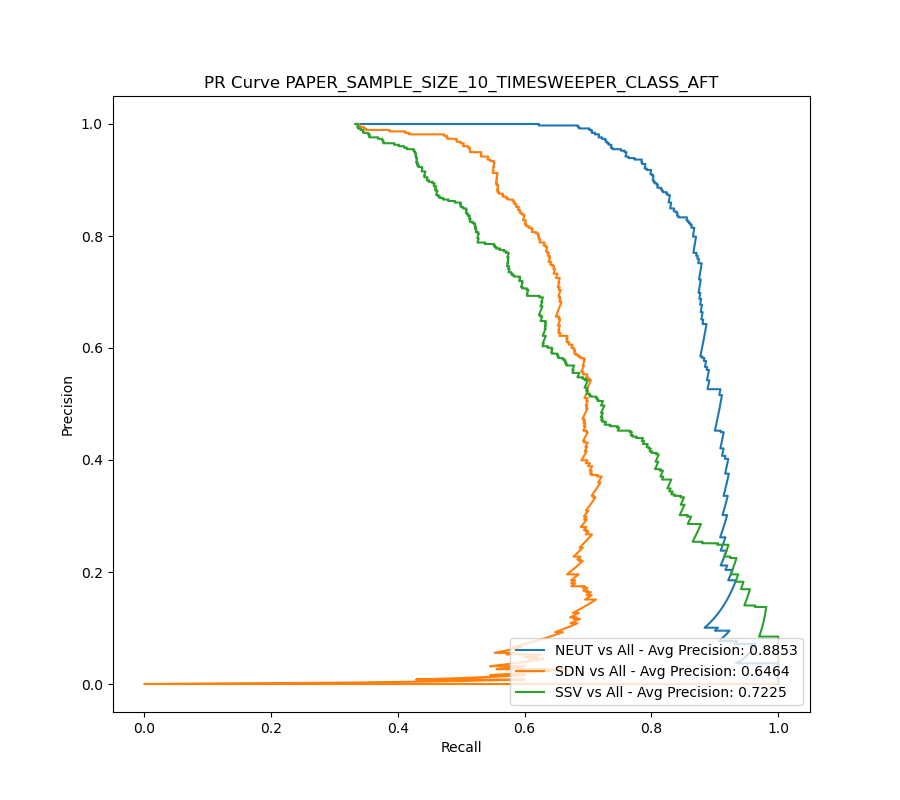 PR Curve PAPER_SAMPLE_SIZE_10_TIMESWEEPER_CLASS_AFT
1.0
0.8
0.6
0.4
0.2
0.0
Precision
NEUT vs All - Avg Precision: 0.8853
SDN vs All - Avg Precision: 0.6464
SSV vs All - Avg Precision: 0.7225
0.0 0.2 0.4 0.6 0.8 1.0
Recall